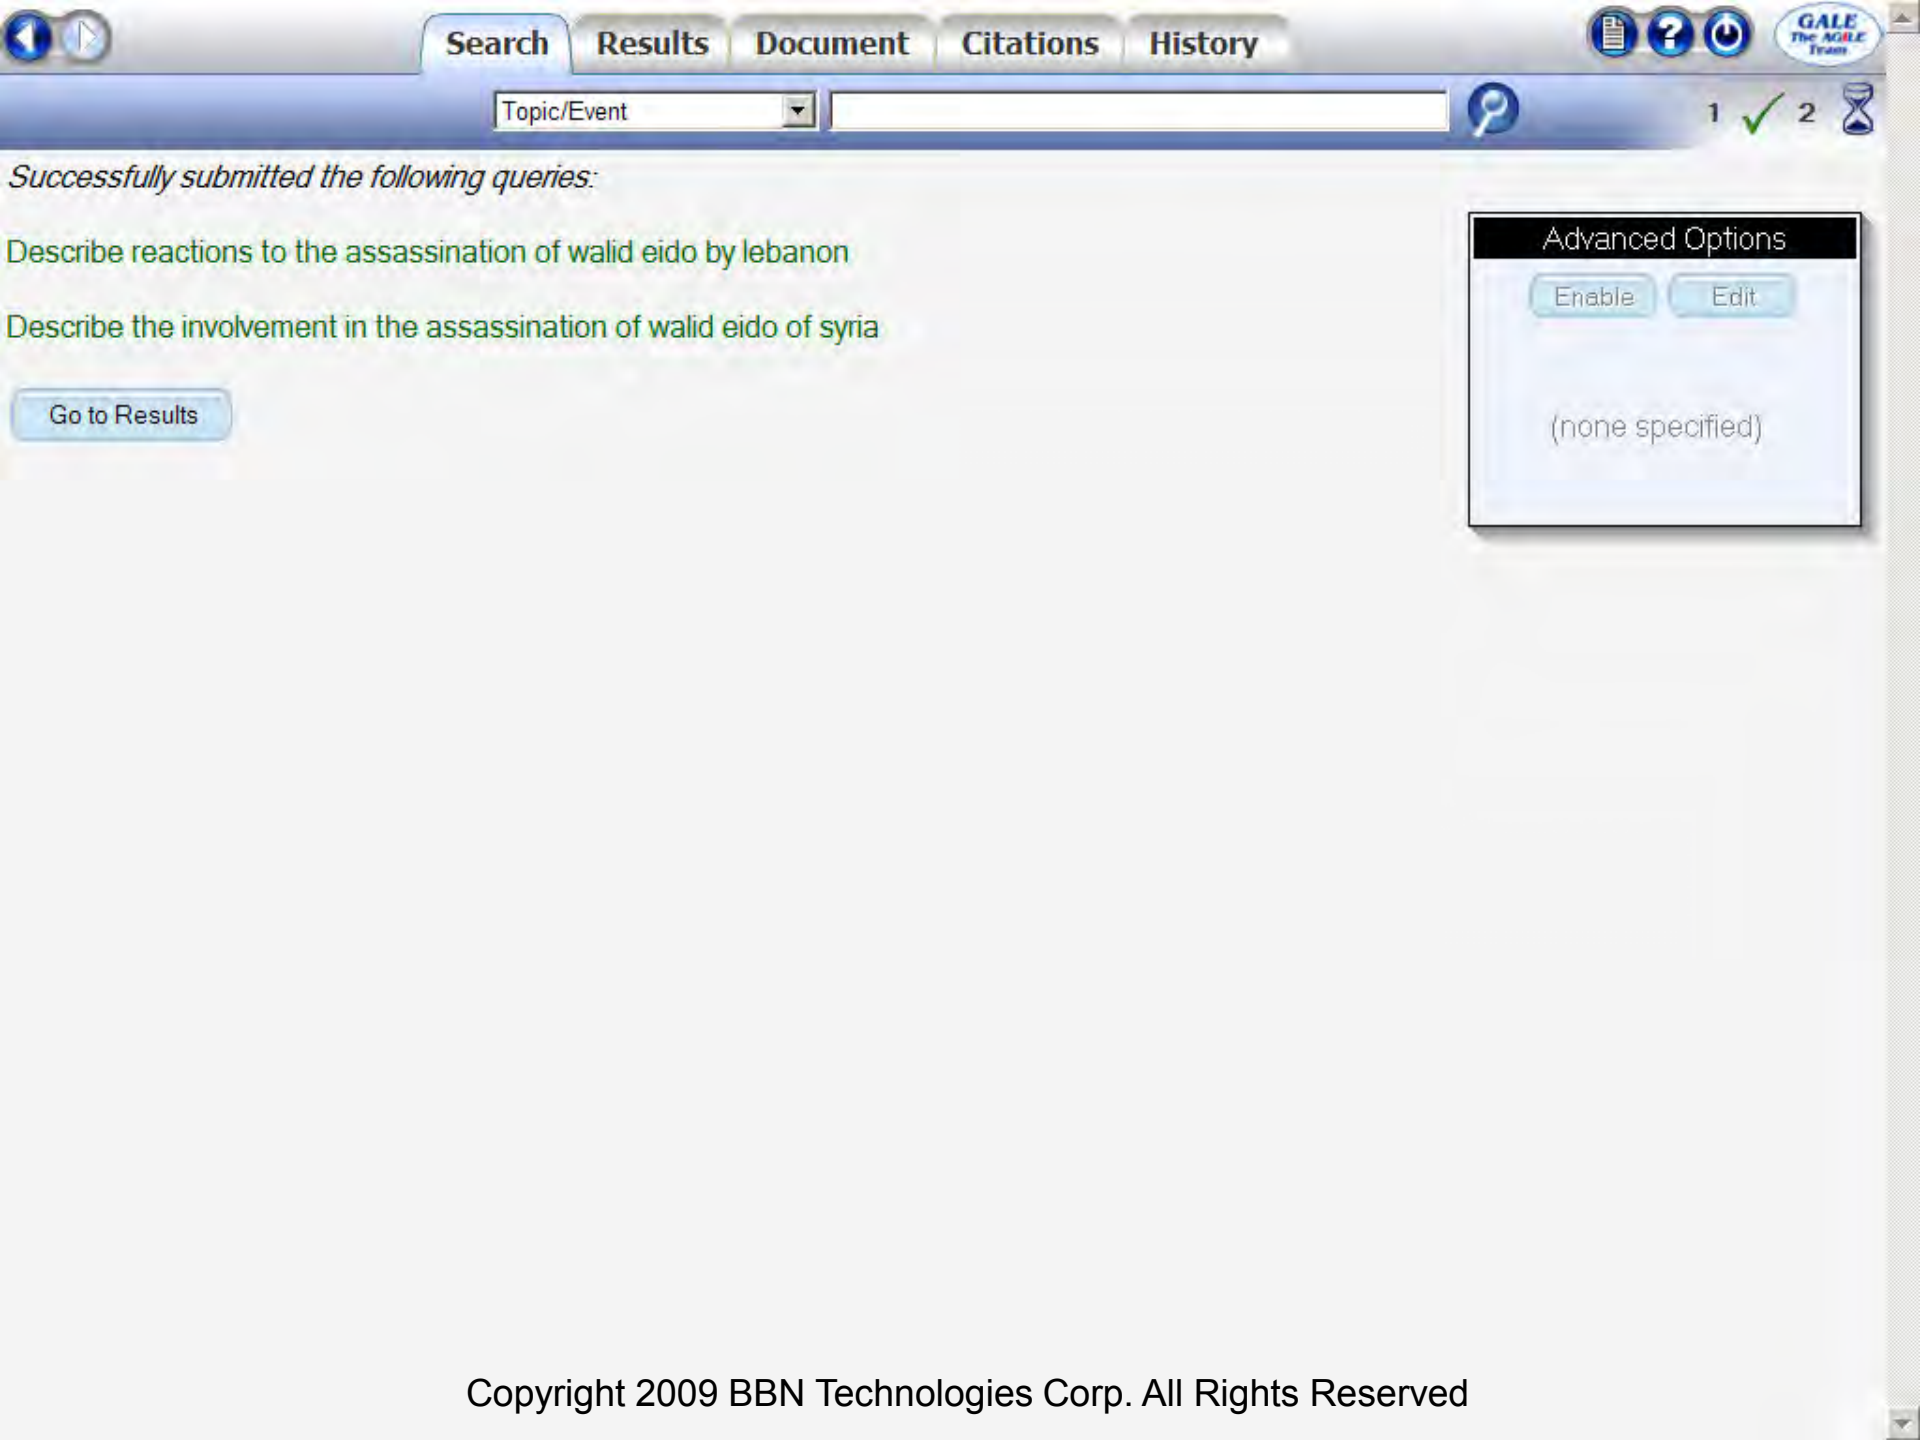 Search Results Document Citations History
GALE
The AGILE
Team
Topic/Event
1 2
Successfully submitted the following queries:
Describe reactions to the assassination of walid eido by lebanon
Describe the involvement in the assassination of walid eido of syria
Go to Results
Advanced Options
Enable Edit
(none specified)
Copyright 2009 BBN Technologies Corp. All Rights Reserved